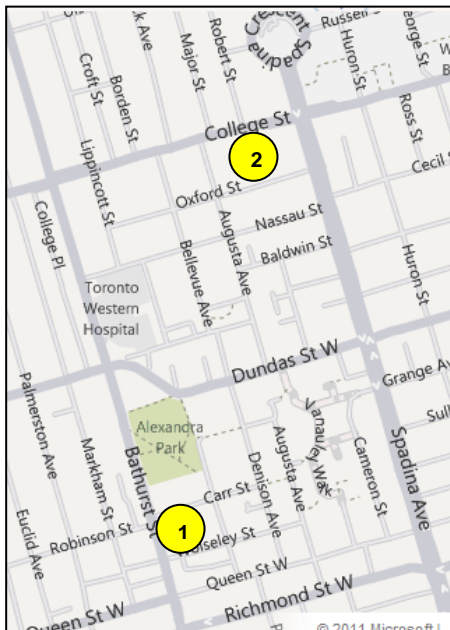 Ave
Major St
Robert St
Crescent
Spadina
Russell
Huron St
George St
W
B
Croft St
Borden St
College St
Ross St
Lippincott St
2
Oxford St
Cecil S
College Pl
Nassau St
Augusta Ave
Baldwin St
Bellevue Ave
Huron St
Toronto
Western
Hospital
Dundas St W
Grange Av
Palmerston Ave
Alexandra
Park
Vanauley Walk
Sull
Markham St
Bathurst St
Carr St
Denison Ave
Augusta Ave
Cameron St
Spadina Ave
Euclid Ave
Robinson St
1
Wolseley St
Queen St W
Queen St W
Richmond St W
© 2011 Microsoft